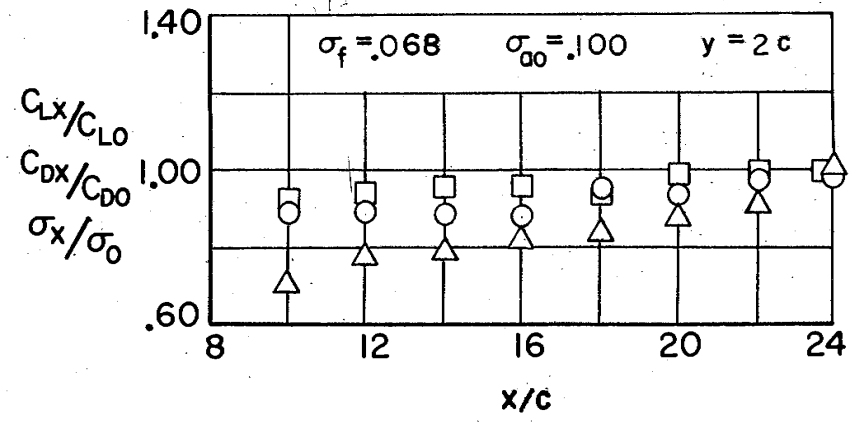 1.40
σf =.068 σao=.100 y = 2 c
CLX/CLO
CDX/CDO
1.00
σX/σO
.60
8 12 16 20 24
X/C